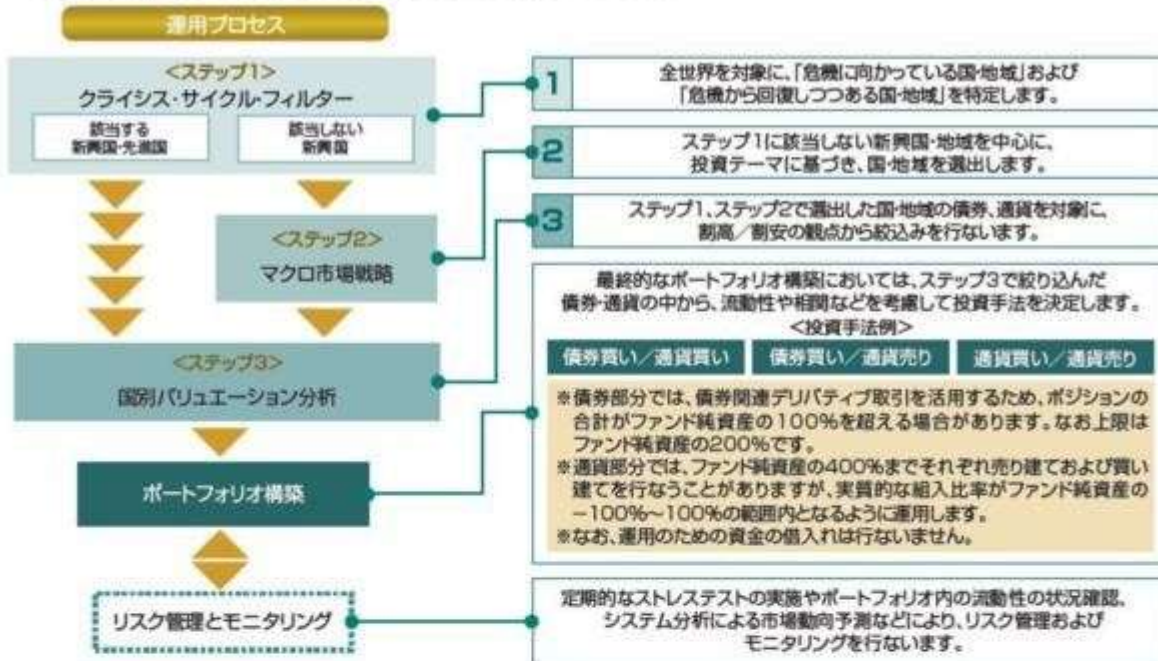 運用プロセス
<ステップ1>
クライシス・サイクル・フィルター
該当する
新興国・先進国
該当しない
新興国
<ステップ2>
マクロ市場戦略
<ステップ3>
国別バリュエーション分析
ポートフォリオ構築
リスク管理とモニタリング
1
全世界を対象に、「危機に向かっている国・地域」および
「危機から回復しつつある国・地域」を特定します。
2
ステップ1に該当しない新興国・地域を中心に、
投資テーマに基づき、国・地域を選出します。
3
ステップ1、ステップ2で選出した国・地域の債券、通貨を対象に、
割高/割安の観点から絞込みを行ないます。
最終的なポートフォリオ構築においては、ステップ3で絞り込んだ
債券・通貨の中から、流動性や相関などを考慮して投資手法を決定します。
<投資手法例>
債券買い/通貨買い
債券買い/通貨売り
通貨買い/通貨売り
※債券部分では、債券関連デリバティブ取引を活用するため、ポジションの
合計がファンド純資産の100%を超える場合があります。なお上限は
ファンド純資産の200%です。
※通貨部分では、ファンド純資産の400%までそれぞれ売り建ておよび買い
建てを行なうことがありますが、実質的な組入比率がファンド純資産の
-100%~100%の範囲内となるように運用します。
※なお、運用のための資金の借入れは行ないません。
定期的なストレステストの実施やポートフォリオ内の流動性の状況確認、
システム分析による市場動向予測などにより、リスク管理および
モニタリングを行ないます。